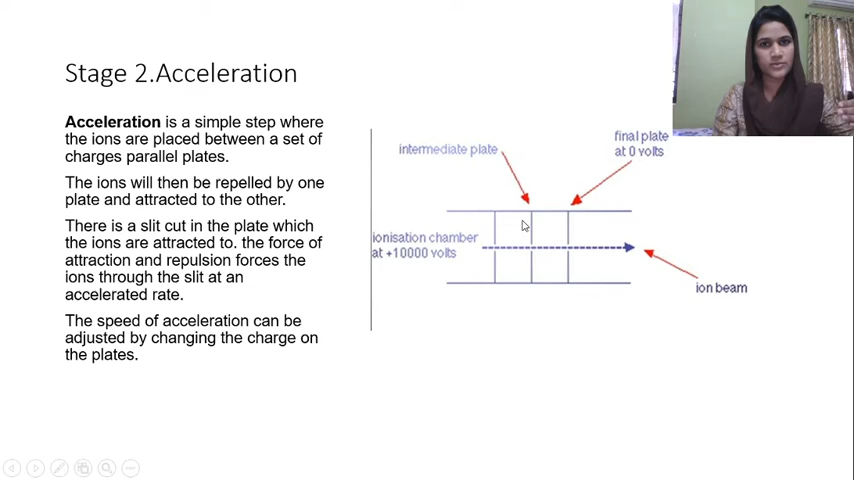 Stage 2.Acceleration
Acceleration is a simple step where
the ions are placed between a set of
charges parallel plates.
The ions will then be repelled by one
plate and attracted to the other.
There is a slit cut in the plate which
the ions are attracted to. the force of
attraction and repulsion forces the
ions through the slit at an
accelerated rate.
The speed of acceleration can be
adjusted by changing the charge on
the plates.
intermediate plate
final plate
at 0 volts
ionisation chamber
at +10000 volts
ion beam